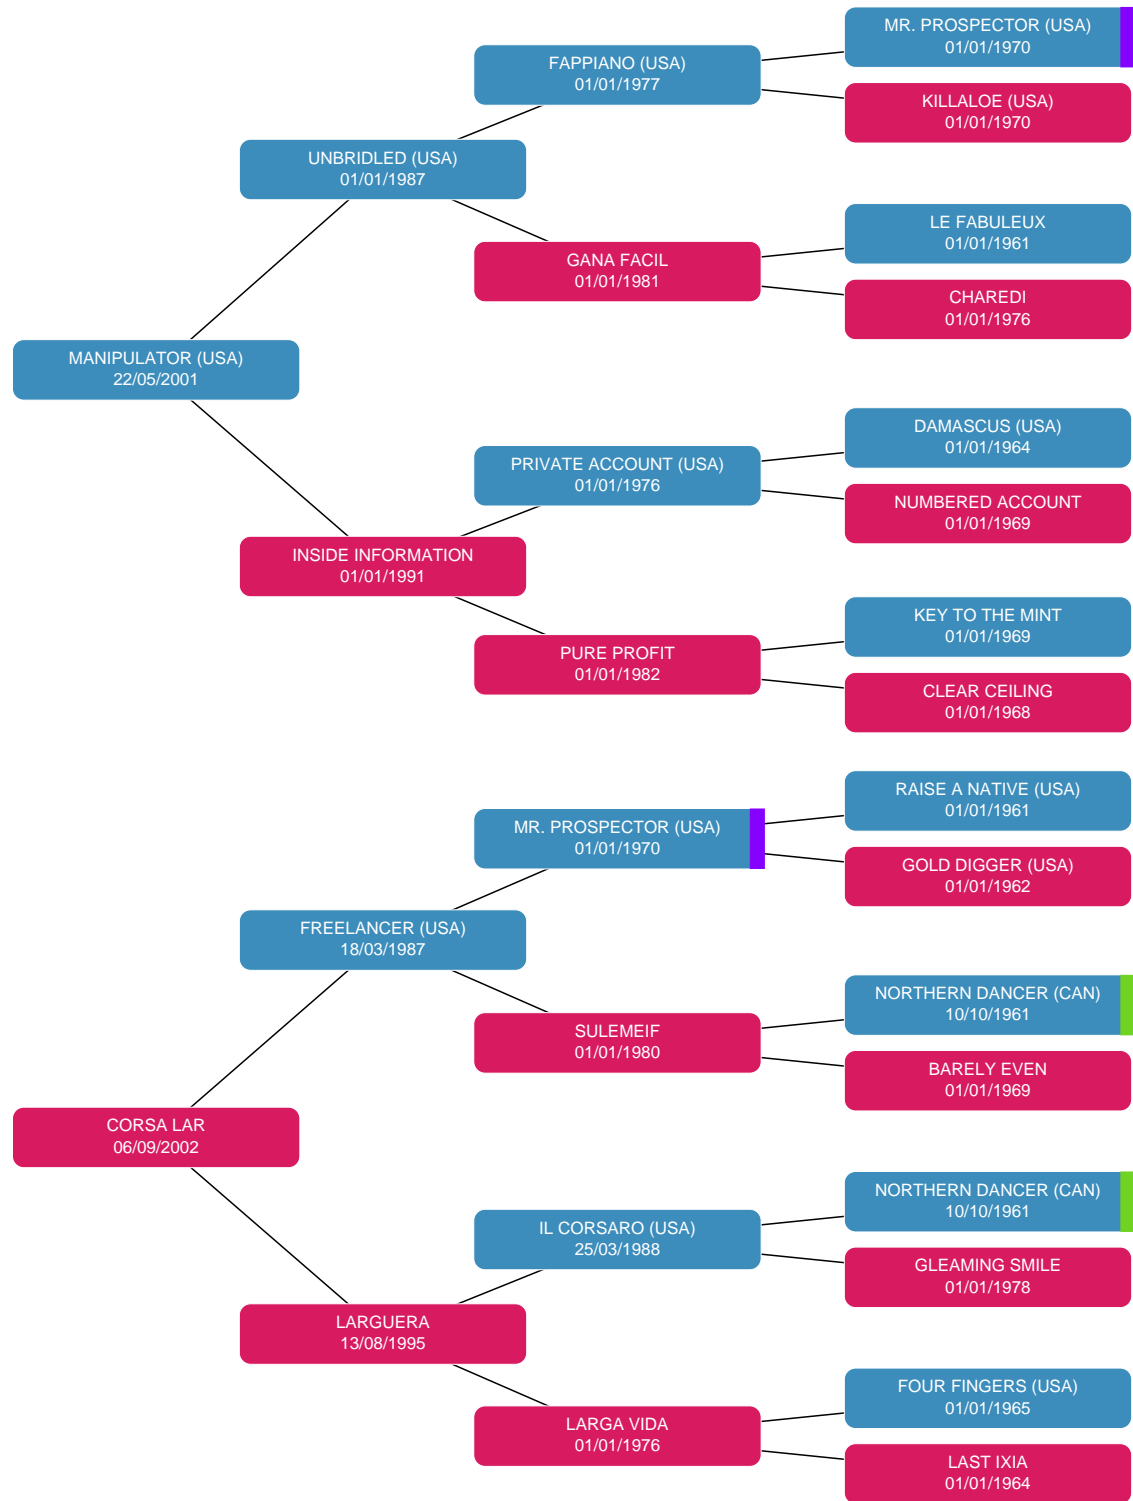 MR. PROSPECTOR (USA)
01/01/1970
FAPPIANO (USA)
01/01/1977
KILLALOE (USA)
01/01/1970
UNBRIDLED (USA)
01/01/1987
LE FABULEUX
01/01/1961
GANA FACIL
01/01/1981
CHAREDI
01/01/1976
MANIPULATOR (USA)
22/05/2001
DAMASCUS (USA)
01/01/1964
PRIVATE ACCOUNT (USA)
01/01/1976
NUMBERED ACCOUNT
01/01/1969
INSIDE INFORMATION
01/01/1991
KEY TO THE MINT
01/01/1969
PURE PROFIT
01/01/1982
CLEAR CEILING
01/01/1968
RAISE A NATIVE (USA)
01/01/1961
MR. PROSPECTOR (USA)
01/01/1970
GOLD DIGGER (USA)
01/01/1962
FREELANCER (USA)
18/03/1987
NORTHERN DANCER (CAN)
10/10/1961
SULEMEIF
01/01/1980
BARELY EVEN
01/01/1969
CORSA LAR
06/09/2002
NORTHERN DANCER (CAN)
10/10/1961
IL CORSARO (USA)
25/03/1988
GLEAMING SMILE
01/01/1978
LARGUERA
13/08/1995
FOUR FINGERS (USA)
01/01/1965
LARGA VIDA
01/01/1976
LAST IXIA
01/01/1964